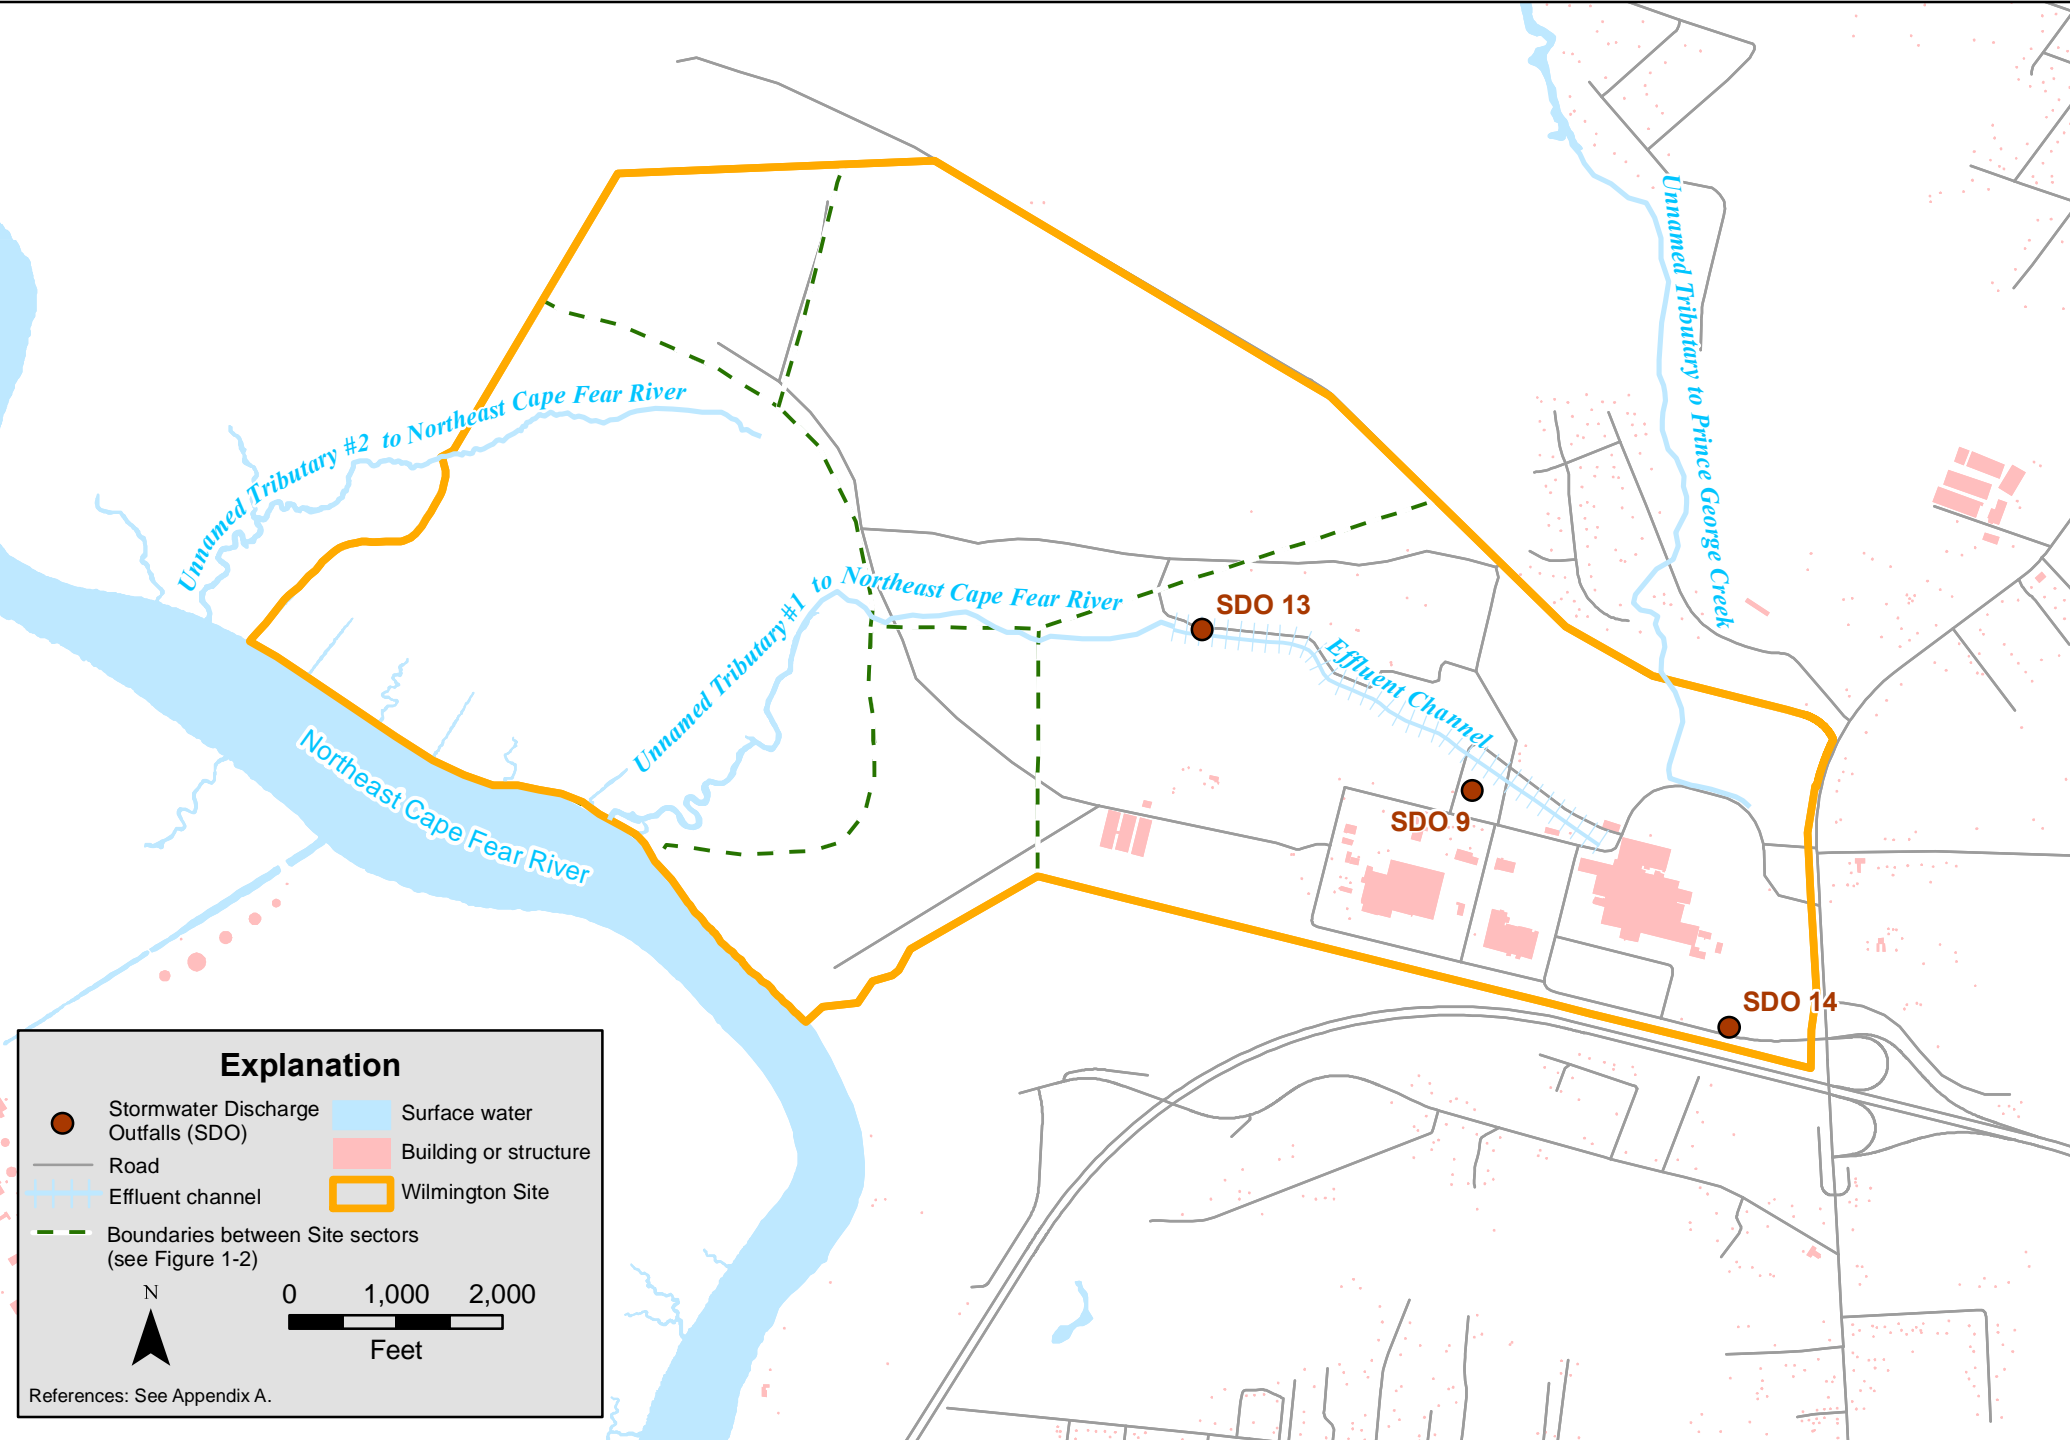 Unnamed Tributary to Prince George Creek
Unnamed Tributary #2 to Northeast Cape Fear River
Unnamed Tributary #1 to Northeast Cape Fear River
SDO 13
Effluent Channel
Northeast Cape Fear River
SDO 9
SDO 14
Explanation
Stormwater Discharge
Outfalls (SDO)
Road
Effluent channel
Surface water
Building or structure
Wilmington Site
Boundaries between Site sectors
(see Figure 1-2)
N
0 1,000 2,000
Feet
References: See Appendix A.